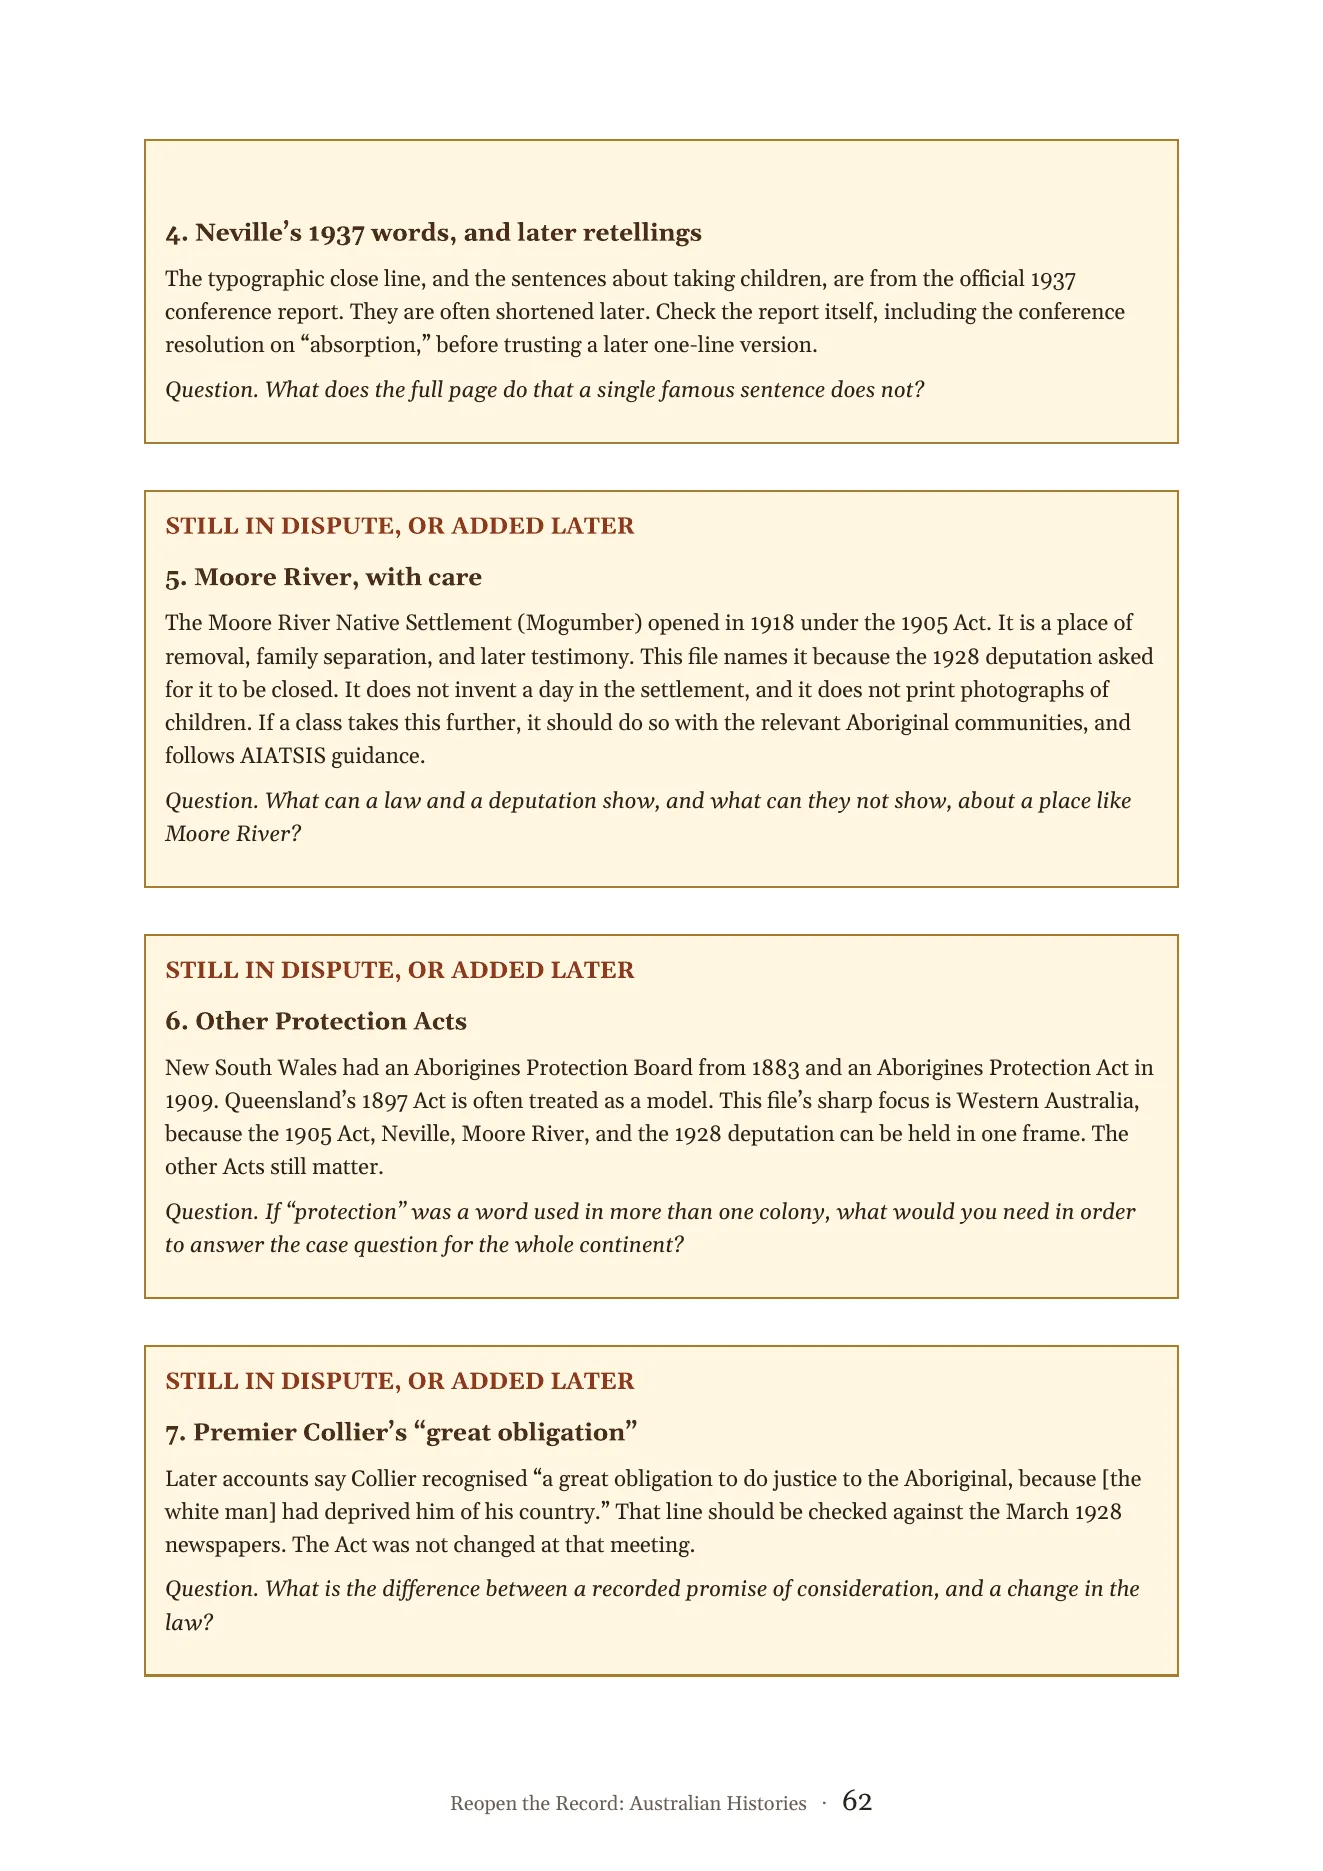 4. Neville’s 1937 words, and later retellings
The typographic close line, and the sentences about taking children, are from the official 1937
conference report. They are often shortened later. Check the report itself, including the conference
resolution on “absorption,” before trusting a later one-line version.
Question. What does the full page do that a single famous sentence does not?
STILL IN DISPUTE, OR ADDED LATER
5. Moore River, with care
The Moore River Native Settlement (Mogumber) opened in 1918 under the 1905 Act. It is a place of
removal, family separation, and later testimony. This file names it because the 1928 deputation asked
for it to be closed. It does not invent a day in the settlement, and it does not print photographs of
children. If a class takes this further, it should do so with the relevant Aboriginal communities, and
follows AIATSIS guidance.
Question. What can a law and a deputation show, and what can they not show, about a place like
Moore River?
STILL IN DISPUTE, OR ADDED LATER
6. Other Protection Acts
New South Wales had an Aborigines Protection Board from 1883 and an Aborigines Protection Act in
1909. Queensland’s 1897 Act is often treated as a model. This file’s sharp focus is Western Australia,
because the 1905 Act, Neville, Moore River, and the 1928 deputation can be held in one frame. The
other Acts still matter.
Question. If “protection” was a word used in more than one colony, what would you need in order
to answer the case question for the whole continent?
STILL IN DISPUTE, OR ADDED LATER
7. Premier Collier’s “great obligation”
Later accounts say Collier recognised “a great obligation to do justice to the Aboriginal, because [the
white man] had deprived him of his country.” That line should be checked against the March 1928
newspapers. The Act was not changed at that meeting.
Question. What is the difference between a recorded promise of consideration, and a change in the
law?
Reopen the Record: Australian Histories · 62